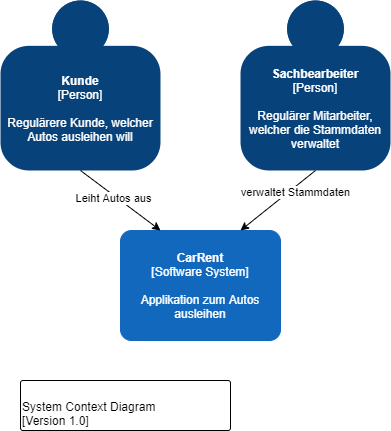 Kunde
[Person]
Regulärere Kunde, welcher
Autos ausleihen will
Sachbearbeiter
[Person]
Regulärer Mitarbeiter,
welcher die Stammdaten
verwaltet
Leiht Autos aus
verwaltet Stammdaten
CarRent
[Software System]
Applikation zum Autos
ausleihen
System Context Diagram
[Version 1.0]